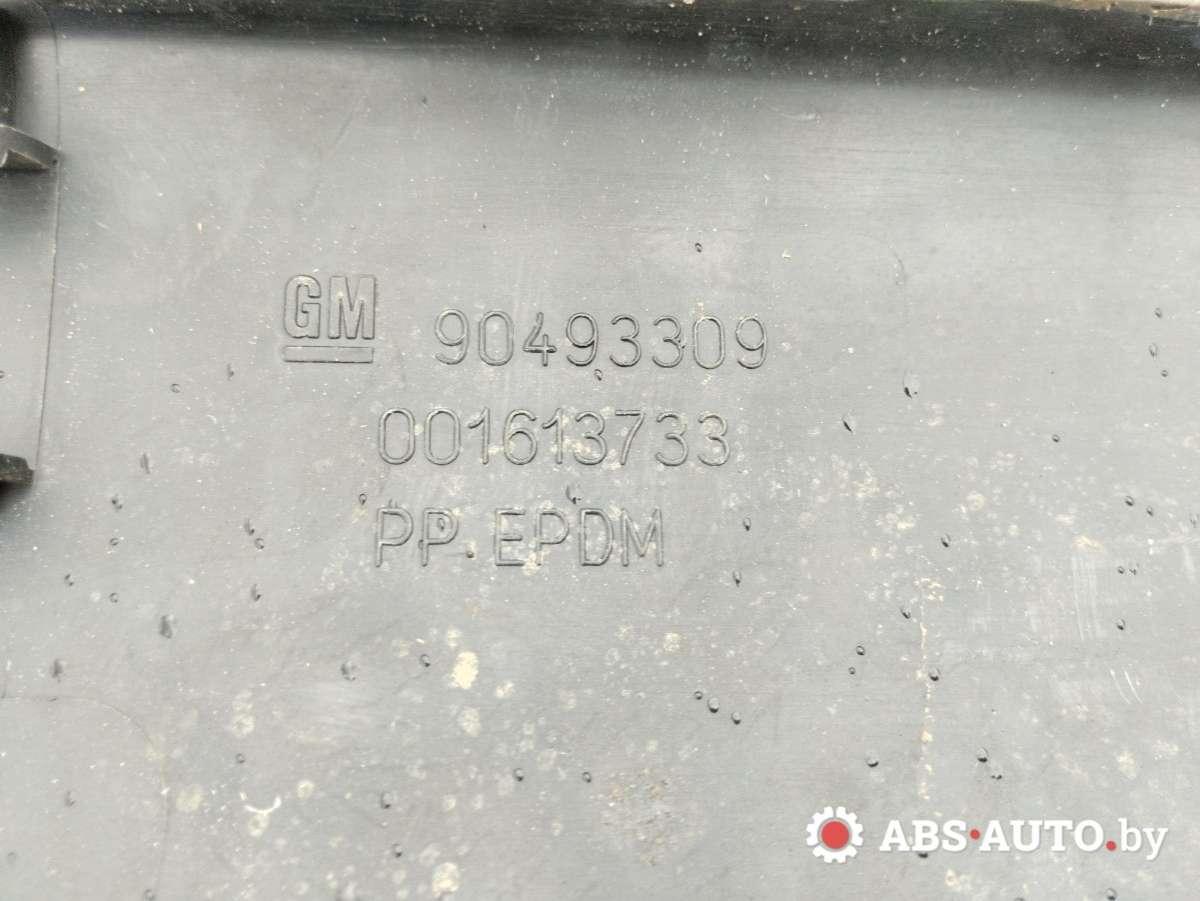 GM 90493309
001613733
PP EPDM
ABS·AUTO.by